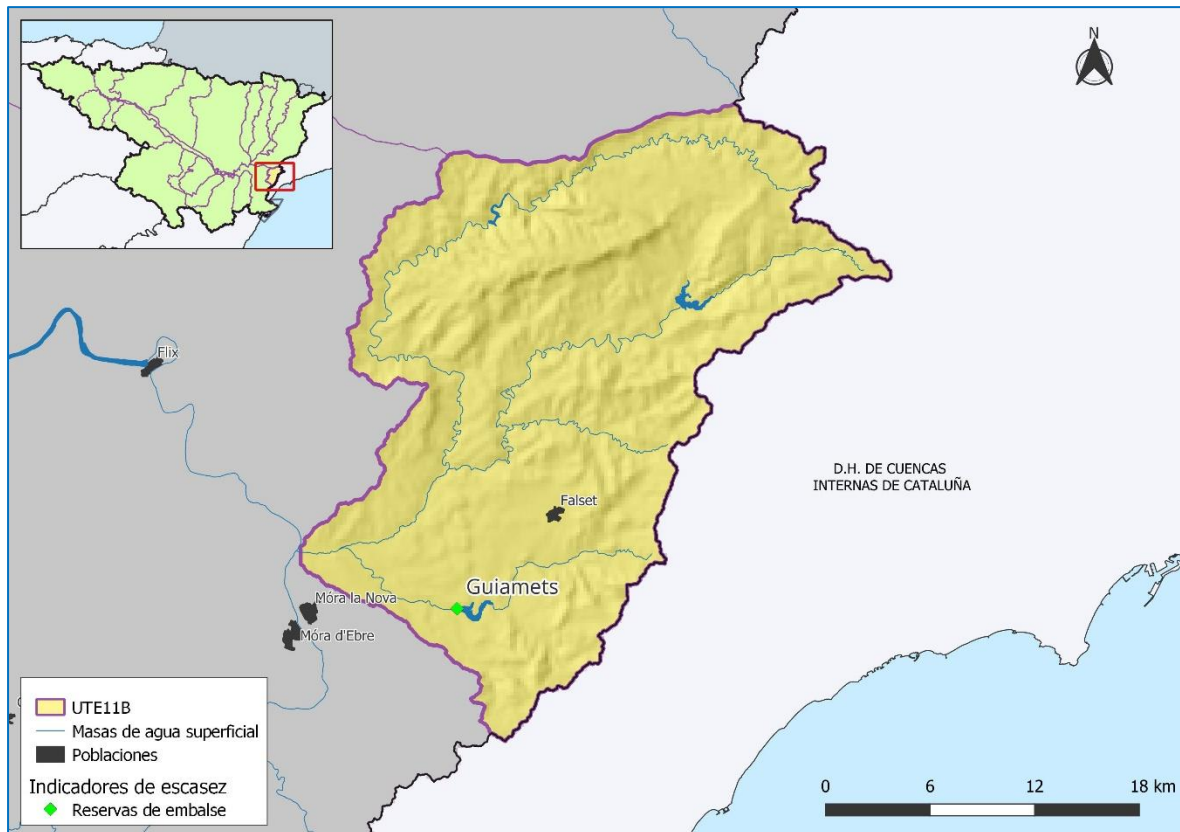 N
Flix
D.H. DE CUENCAS
INTERNAS DE CATALUÑA
Falset
Guiamets
Móra la Nova
Móra d'Ebre
UTE11B
Masas de agua superficial
Poblaciones
Indicadores de escasez
Reservas de embalse
0 6 12 18 km